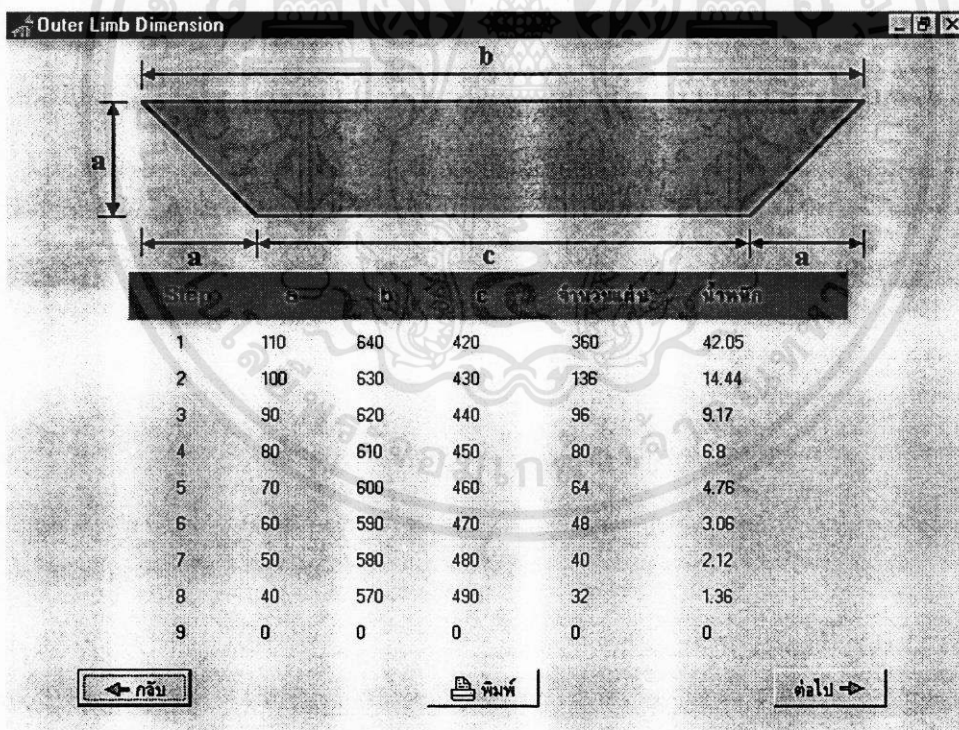 Outer Limb Dimension
b
a
a c a
Step a b c จำนวนแผ่น น้ำหนัก
1 110 640 420 360 42.05
2 100 630 430 136 14.44
3 90 620 440 96 9.17
4 80 610 450 80 6.8
5 70 600 460 64 4.76
6 60 590 470 48 3.06
7 50 580 480 40 2.12
8 40 570 490 32 1.36
9 0 0 0 0 0
กลับ พิมพ์ ต่อไป